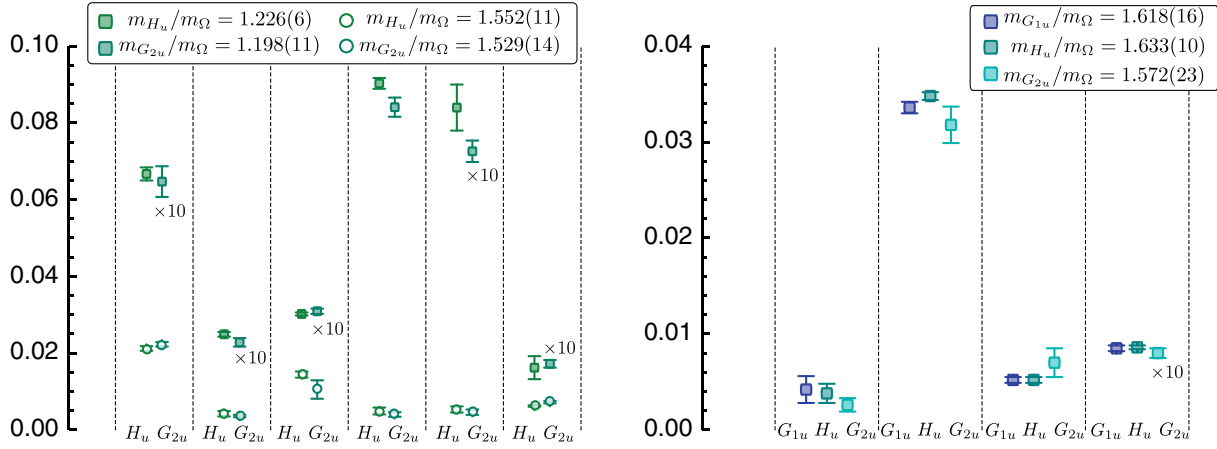 m_{H_u}/m_Ω = 1.226(6) m_{H_u}/m_Ω = 1.552(11)
m_{G_{2u}}/m_Ω = 1.198(11) m_{G_{2u}}/m_Ω = 1.529(14)
0.10
0.08
0.06
0.04
0.02
0.00
×10
×10
×10
×10
×10
H_u G_{2u} H_u G_{2u} H_u G_{2u} H_u G_{2u} H_u G_{2u} H_u G_{2u}
m_{G_{1u}}/m_Ω = 1.618(16)
m_{H_u}/m_Ω = 1.633(10)
m_{G_{2u}}/m_Ω = 1.572(23)
0.04
0.03
0.02
0.01
0.00
×10
G_{1u} H_u G_{2u} G_{1u} H_u G_{2u} G_{1u} H_u G_{2u} G_{1u} H_u G_{2u}